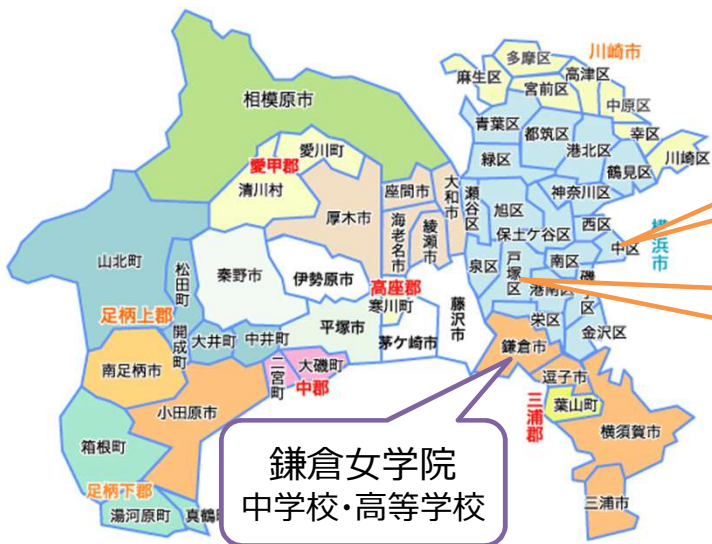 川崎市
多摩区
麻生区
高津区
宮前区
中原区
相模原市
青葉区
都筑区
幸区
港北区
川崎区
愛川町
愛甲郡
緑区
鶴見区
清川村
座間市
大和市
瀬谷区
神奈川区
厚木市
旭区
海老名市
綾瀬市
保土ケ谷区
西区
中区
横浜市
山北町
松田町
秦野市
伊勢原市
泉区
戸塚区
南区
高座郡
寒川町
藤沢市
港南区
足柄上郡
開成町
大井町
中井町
平塚市
茅ケ崎市
栄区
金沢区
南足柄市
二宮町
大磯町
中郡
鎌倉市
逗子市
小田原市
三浦郡
葉山町
横須賀市
箱根町
鎌倉女学院
中学校・高等学校
足柄下郡
湯河原町
三浦市